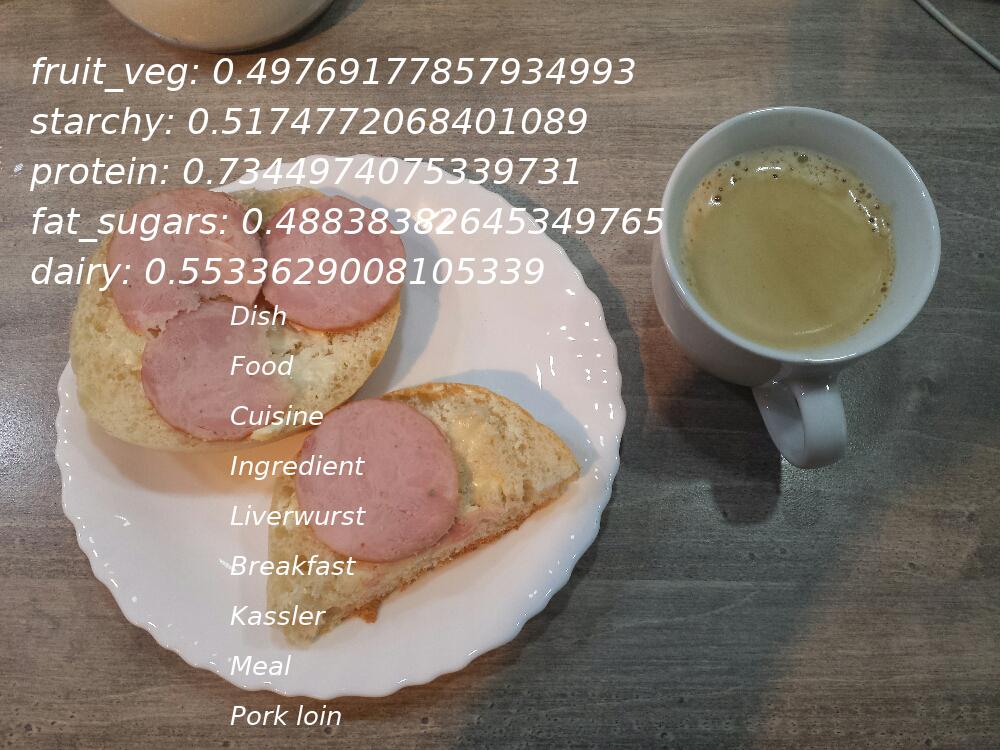 fruit_veg: 0.49769177857934993
starchy: 0.5174772068401089
protein: 0.7344974075339731
fat_sugars: 0.48838382645349765
dairy: 0.5533629008105339
Dish
Food
Cuisine
Ingredient
Liverwurst
Breakfast
Kassler
Meal
Pork loin